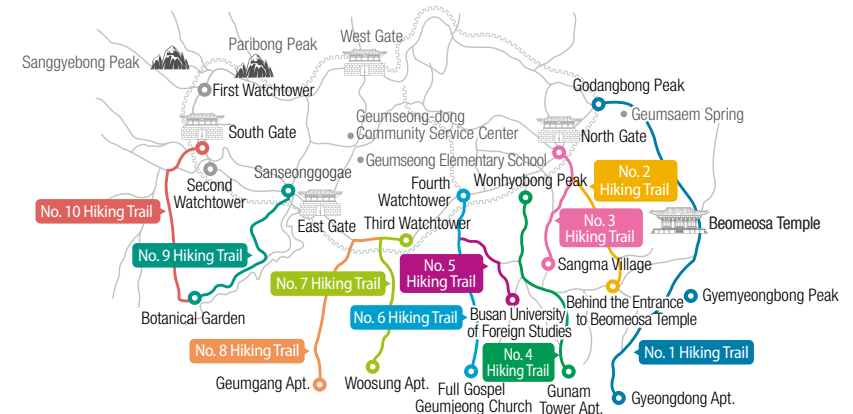 West Gate
Paribong Peak
Sanggyebong Peak
First Watchtower
Godangbong Peak
Geumsaem Spring
Geumseong-dong
Community Service Center
South Gate
North Gate
Geumseong Elementary School
Sanseonggogae
Second
Watchtower
Fourth
Watchtower
Wonhyobong Peak
No. 2
Hiking Trail
No. 10 Hiking Trail
East Gate
Third Watchtower
No. 3
Hiking Trail
Beomeosa Temple
No. 9 Hiking Trail
No. 5
Hiking Trail
Sangma Village
No. 7 Hiking Trail
Behind the Entrance
to Beomeosa Temple
Gyemyeongbong Peak
Botanical Garden
No. 6 Hiking Trail
Busan University
of Foreign Studies
No. 8 Hiking Trail
No. 4
Hiking Trail
No. 1 Hiking Trail
Geumgang Apt.
Woosung Apt.
Full Gospel
Geumjeong Church
Gunam
Tower Apt.
Gyeongdong Apt.